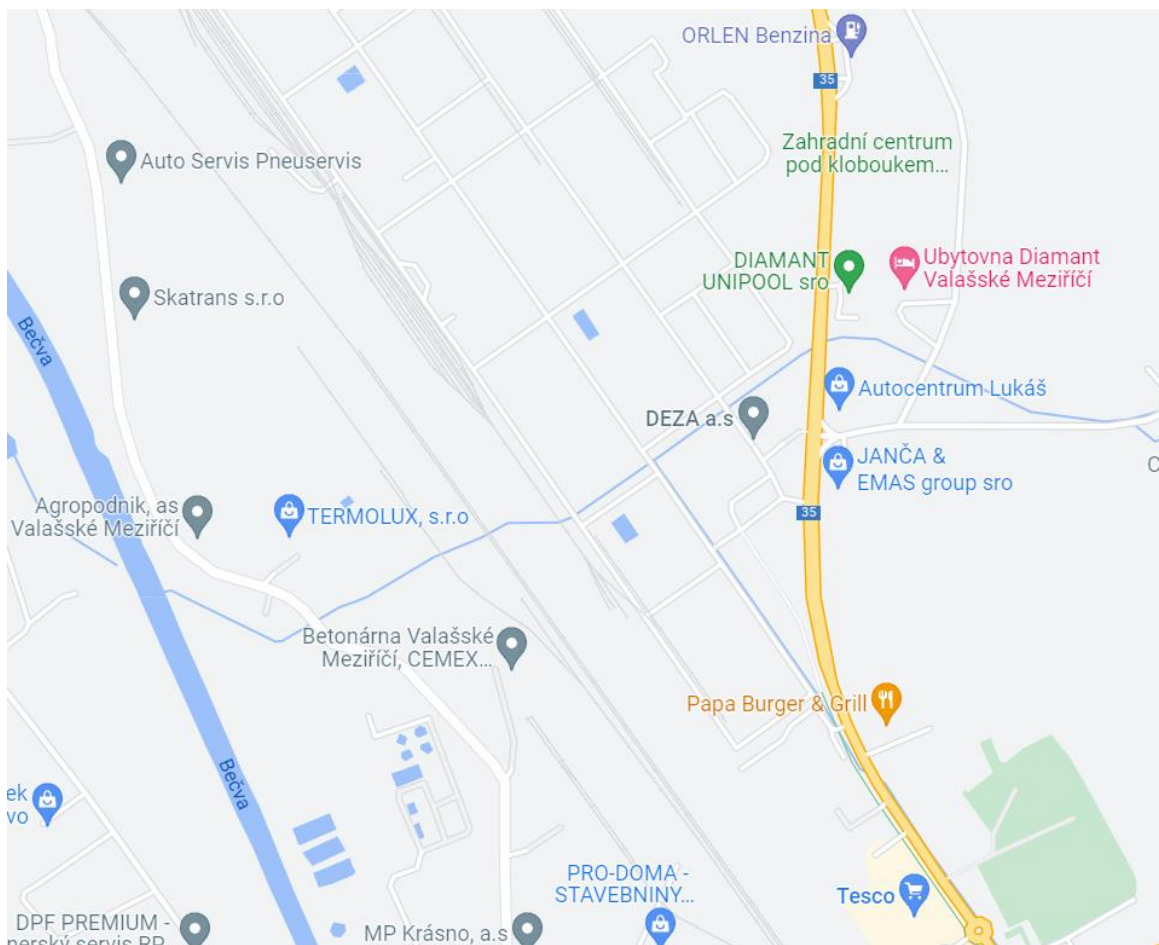 ORLEN Benzina
35
Zahradní centrum
pod kloboukem...
Auto Servis Pneuservis
DIAMANT
UNIPOOL sro
Ubytovna Diamant
Valašské Meziříčí
Skatrans s.r.o
Bečva
Autocentrum Lukáš
DEZA a.s
JANČA &
EMAS group sro
C
Agropodnik, as
Valašské Meziříčí
TERMOLUX, s.r.o
35
Betonárna Valašské
Meziříčí, CEMEX...
Papa Burger & Grill
Bečva
ek
vo
PRO-DOMA -
STAVEBNINY...
Tesco
DPF PREMIUM -
MP Krásno, a.s